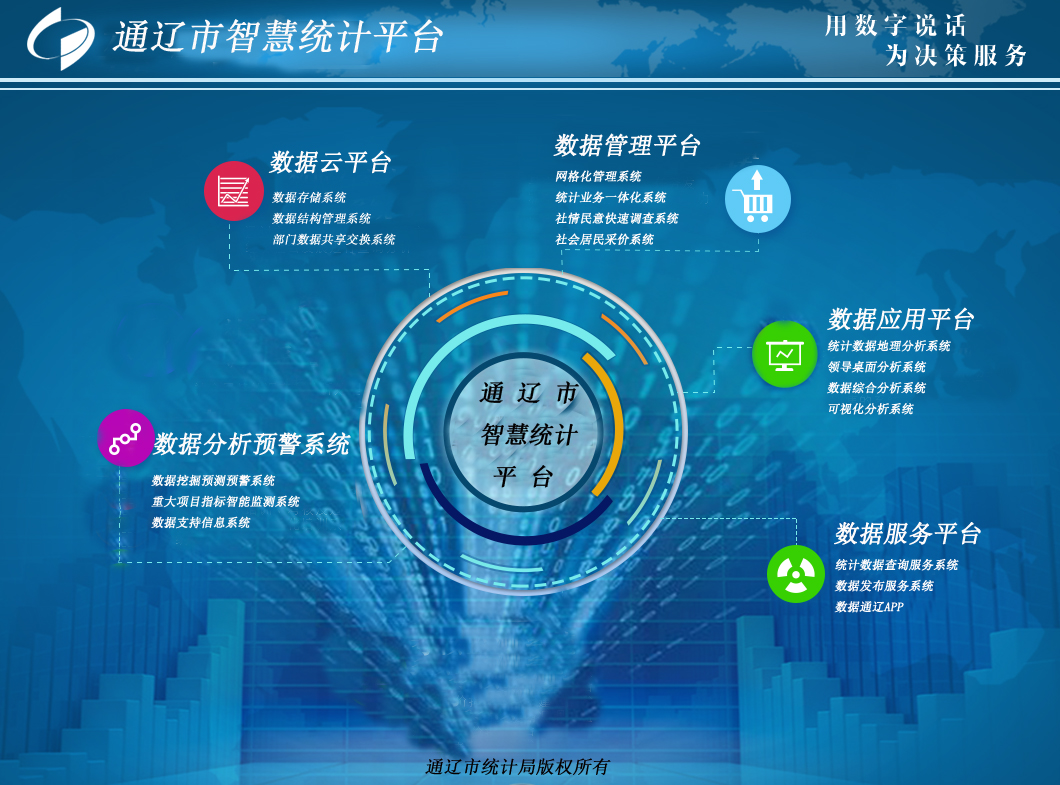 通辽市智慧统计平台
用数字说话
为决策服务
数据云平台
数据存储系统
数据结构管理系统
部门数据共享交换系统
数据管理平台
网格化管理系统
统计业务一体化系统
社情民意快速调查系统
社会居民采价系统
数据应用平台
统计数据地理分析系统
领导桌面分析系统
数据综合分析系统
可视化分析系统
通辽市
智慧统计
平台
数据分析预警系统
数据挖掘预测预警系统
重大项目指标智能监测系统
数据支持信息系统
数据服务平台
统计数据查询服务系统
数据发布服务系统
数据通辽APP
通辽市统计局版权所有